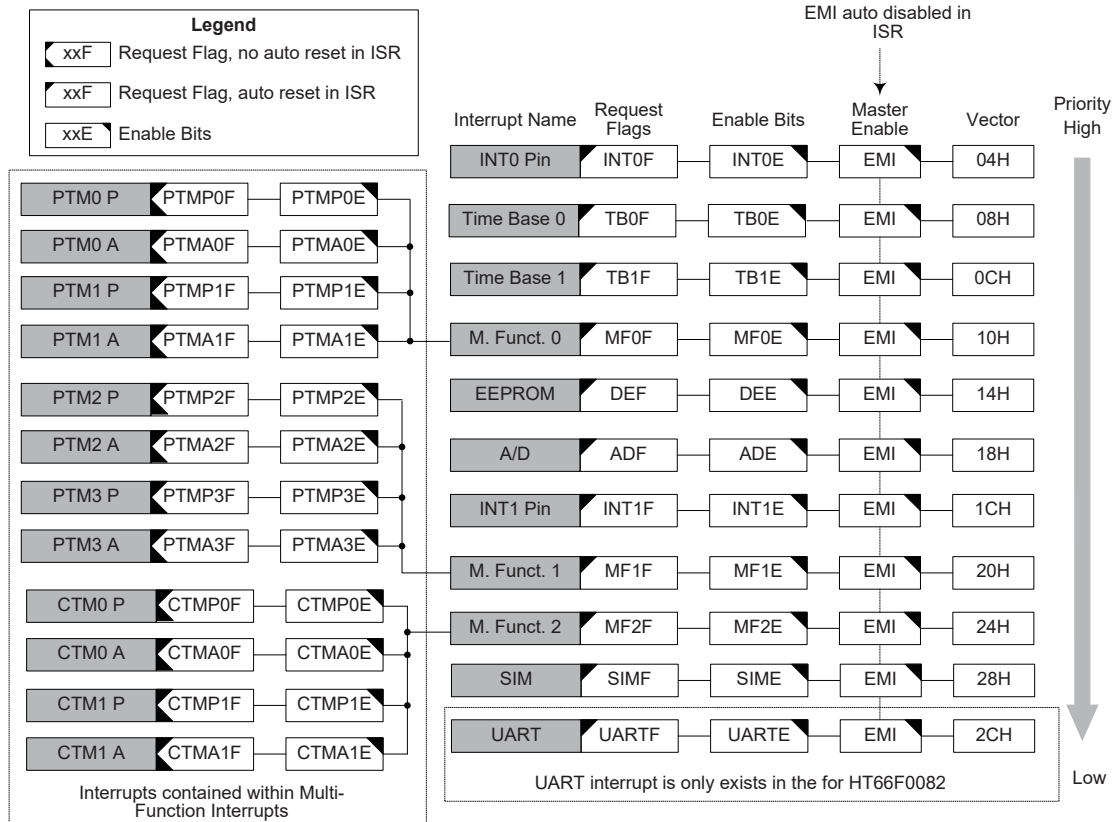 Legend
xxF Request Flag, no auto reset in ISR
xxF Request Flag, auto reset in ISR
xxE Enable Bits
EMI auto disabled in
ISR
Interrupt Name Request Flags Enable Bits Master Enable Vector Priority
High
INT0 Pin INT0F INT0E EMI 04H
Time Base 0 TB0F TB0E EMI 08H
Time Base 1 TB1F TB1E EMI 0CH
M. Funct. 0 MF0F MF0E EMI 10H
EEPROM DEF DEE EMI 14H
A/D ADF ADE EMI 18H
INT1 Pin INT1F INT1E EMI 1CH
M. Funct. 1 MF1F MF1E EMI 20H
M. Funct. 2 MF2F MF2E EMI 24H
SIM SIMF SIME EMI 28H
UART UARTF UARTE EMI 2CH
UART interrupt is only exists in the for HT66F0082
Low
PTM0 P PTMP0F PTMP0E
PTM0 A PTMA0F PTMA0E
PTM1 P PTMP1F PTMP1E
PTM1 A PTMA1F PTMA1E
PTM2 P PTMP2F PTMP2E
PTM2 A PTMA2F PTMA2E
PTM3 P PTMP3F PTMP3E
PTM3 A PTMA3F PTMA3E
CTM0 P CTMP0F CTMP0E
CTM0 A CTMA0F CTMA0E
CTM1 P CTMP1F CTMP1E
CTM1 A CTMA1F CTMA1E
Interrupts contained within Multi-
Function Interrupts